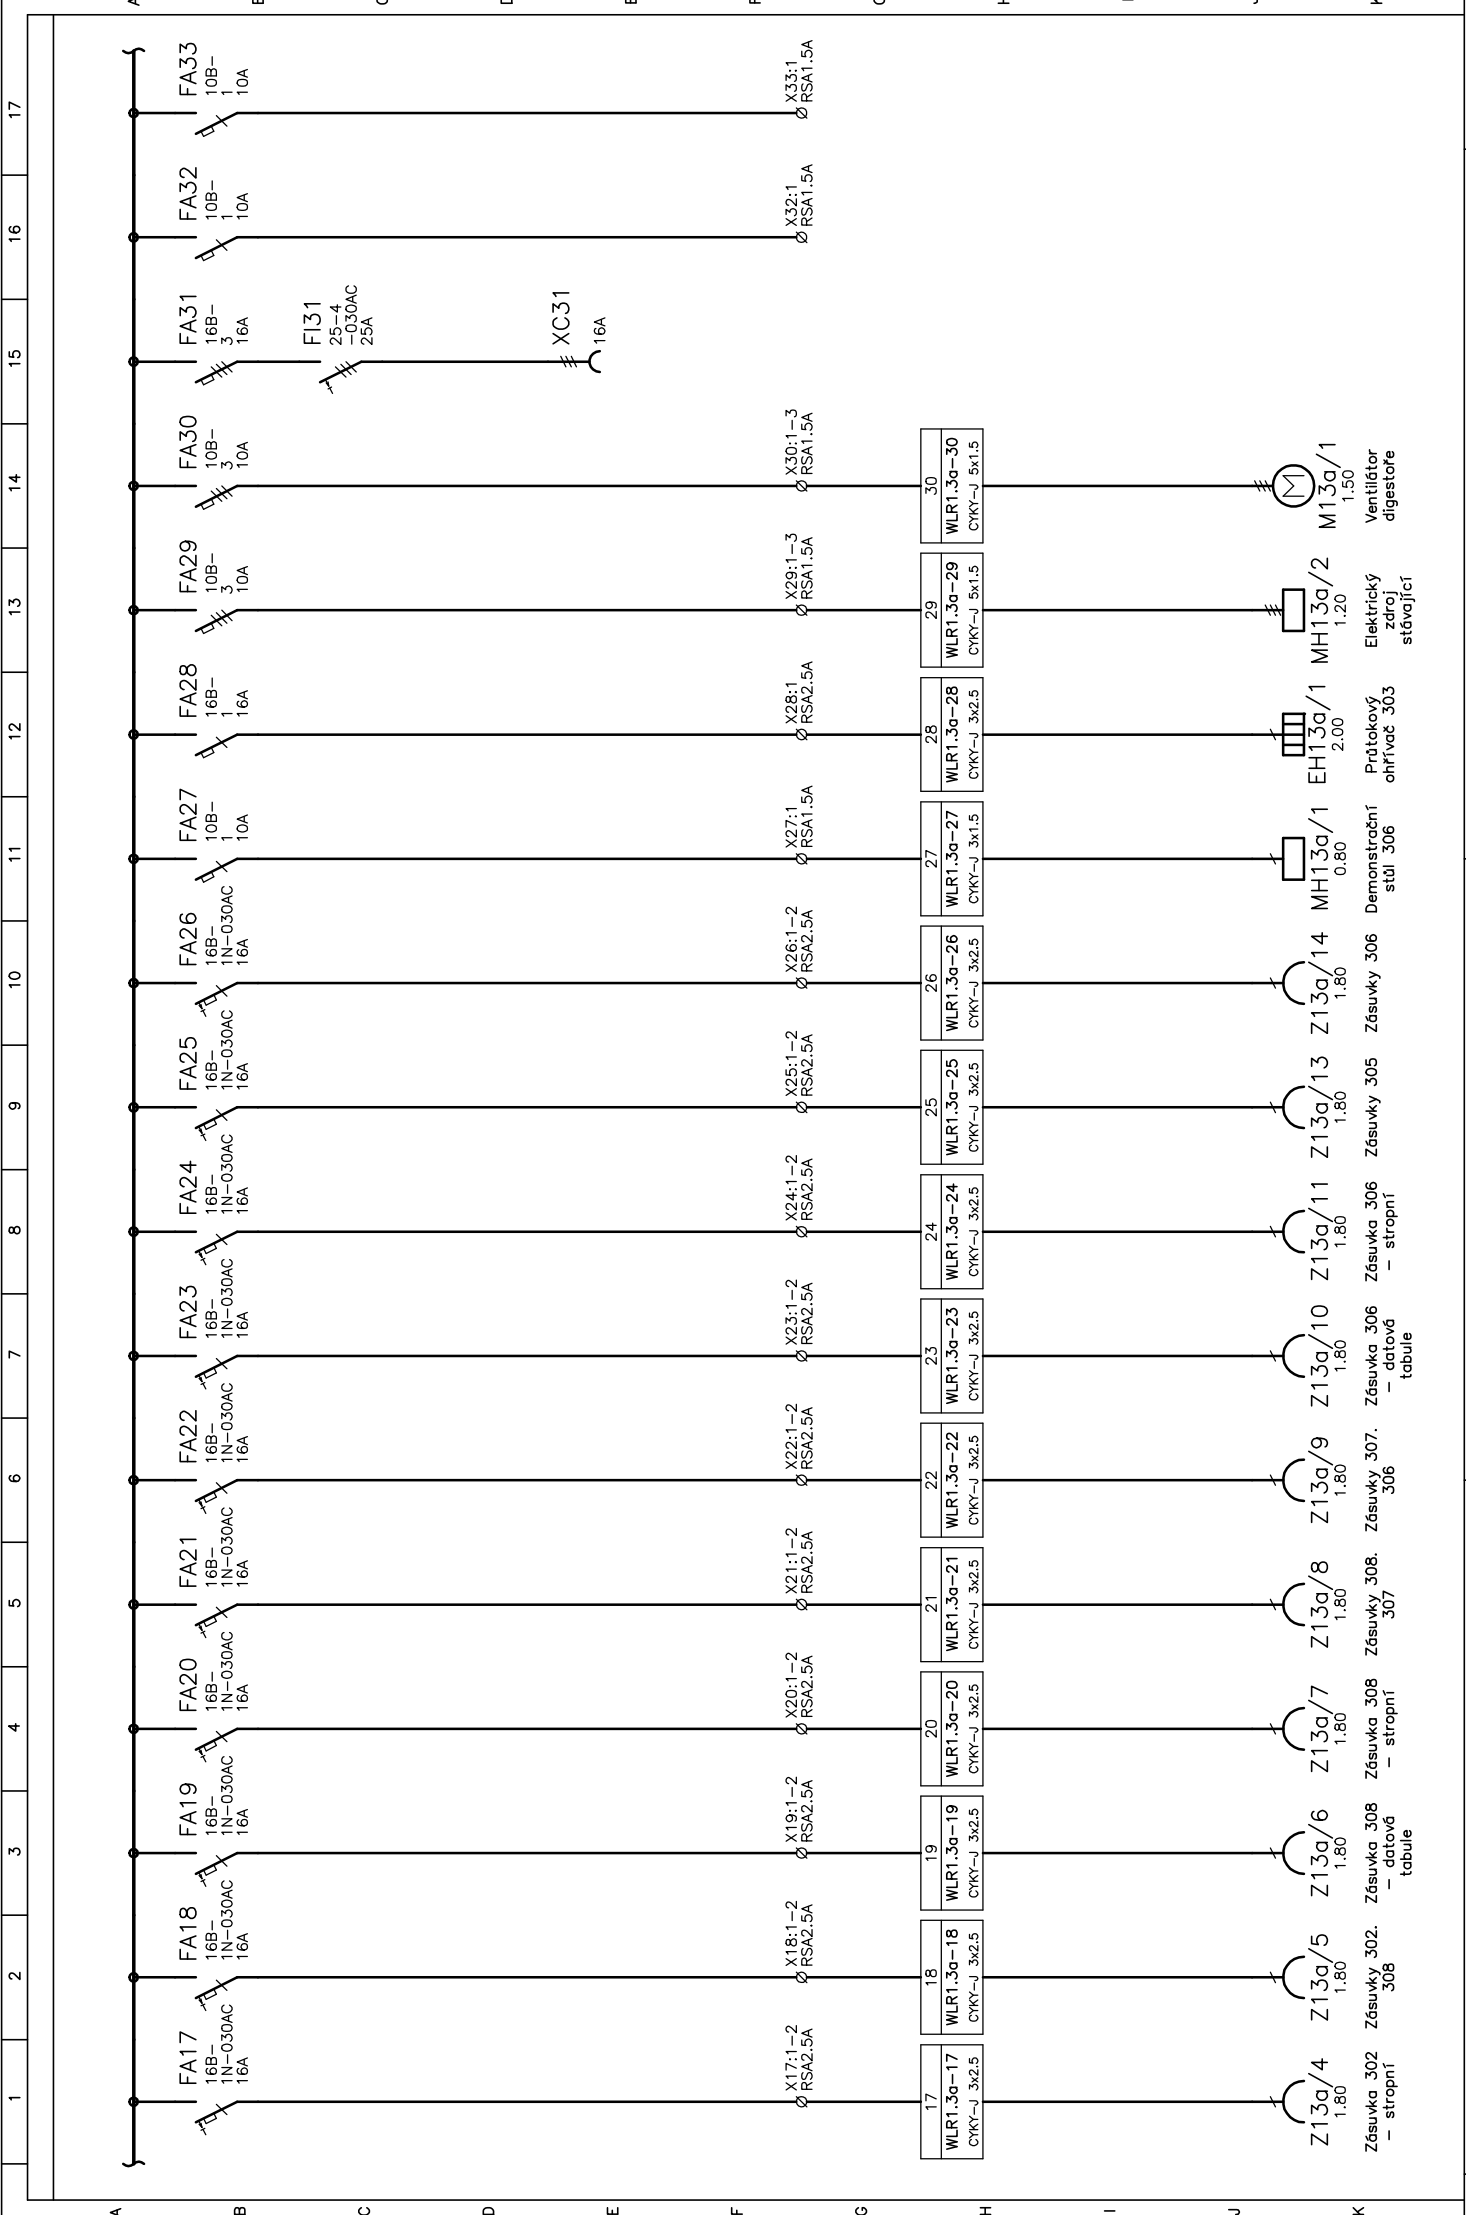 1
2
3
4
5
6
7
8
9
10
11
12
13
14
15
16
17
A
B
C
D
E
F
G
H
I
J
K
FA17
16B-
1N-030AC
16A
X17:1-2
RSA2.5A
17
WLR1.3a-17
CYKY-J 3x2.5
Z13a/4
1.80
Zásuvka 302
- stropní
FA18
16B-
1N-030AC
16A
X18:1-2
RSA2.5A
18
WLR1.3a-18
CYKY-J 3x2.5
Z13a/5
1.80
Zásuvky 302.
308
FA19
16B-
1N-030AC
16A
X19:1-2
RSA2.5A
19
WLR1.3a-19
CYKY-J 3x2.5
Z13a/6
1.80
Zásuvka 308
- datová
tabule
FA20
16B-
1N-030AC
16A
X20:1-2
RSA2.5A
20
WLR1.3a-20
CYKY-J 3x2.5
Z13a/7
1.80
Zásuvka 308
- stropní
FA21
16B-
1N-030AC
16A
X21:1-2
RSA2.5A
21
WLR1.3a-21
CYKY-J 3x2.5
Z13a/8
1.80
Zásuvky 308.
307
FA22
16B-
1N-030AC
16A
X22:1-2
RSA2.5A
22
WLR1.3a-22
CYKY-J 3x2.5
Z13a/9
1.80
Zásuvky 307.
306
FA23
16B-
1N-030AC
16A
X23:1-2
RSA2.5A
23
WLR1.3a-23
CYKY-J 3x2.5
Z13a/10
1.80
Zásuvka 306
- datová
tabule
FA24
16B-
1N-030AC
16A
X24:1-2
RSA2.5A
24
WLR1.3a-24
CYKY-J 3x2.5
Z13a/11
1.80
Zásuvka 306
- stropní
FA25
16B-
1N-030AC
16A
X25:1-2
RSA2.5A
25
WLR1.3a-25
CYKY-J 3x2.5
Z13a/13
1.80
Zásuvky 305
FA26
16B-
1N-030AC
16A
X26:1-2
RSA2.5A
26
WLR1.3a-26
CYKY-J 3x2.5
Z13a/14
1.80
Zásuvky 306
FA27
10B-
1
10A
X27:1
RSA1.5A
27
WLR1.3a-27
CYKY-J 3x1.5
MH13a/1
0.80
Demonstrační
stůl 306
FA28
16B-
1
16A
X28:1
RSA2.5A
28
WLR1.3a-28
CYKY-J 3x2.5
EH13a/1
2.00
Průtokový
ohřívač 303
FA29
10B-
3
10A
X29:1-3
RSA1.5A
29
WLR1.3a-29
CYKY-J 5x1.5
MH13a/2
1.20
Elektrický
zdroj
stávající
FA30
10B-
3
10A
X30:1-3
RSA1.5A
30
WLR1.3a-30
CYKY-J 5x1.5
M
M13a/1
1.50
Ventilátor
digestoře
FA31
16B-
3
16A
FI31
25-4
-030AC
25A
XC31
16A
FA32
10B-
1
10A
X32:1
RSA1.5A
FA33
10B-
1
10A
X33:1
RSA1.5A